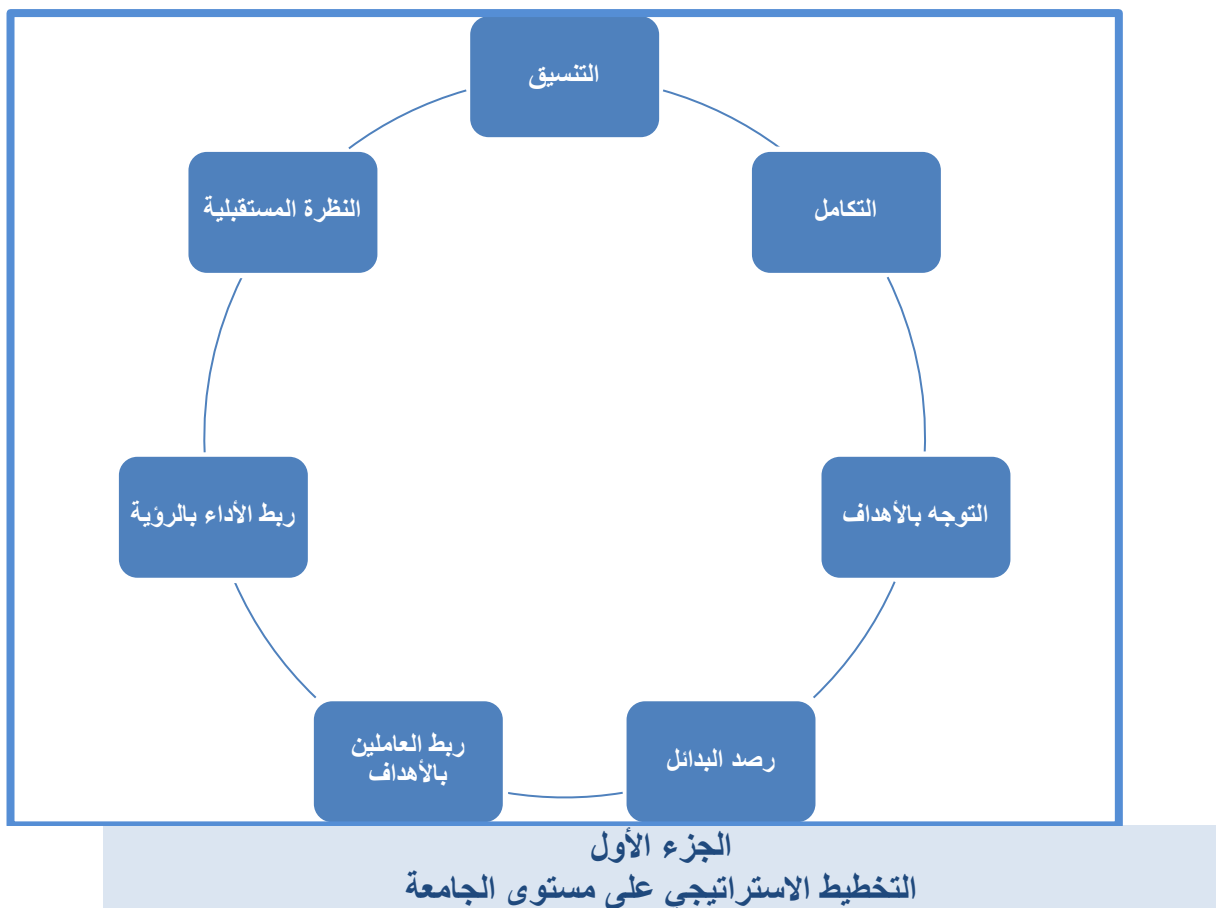 التنسيق
التكامل
التوجه بالأهداف
رصد البدائل
ربط العاملين
بالأهداف
ربط الأداء بالرؤية
النظرة المستقبلية
الجزء الأول
التخطيط الاستراتيجي على مستوى الجامعة